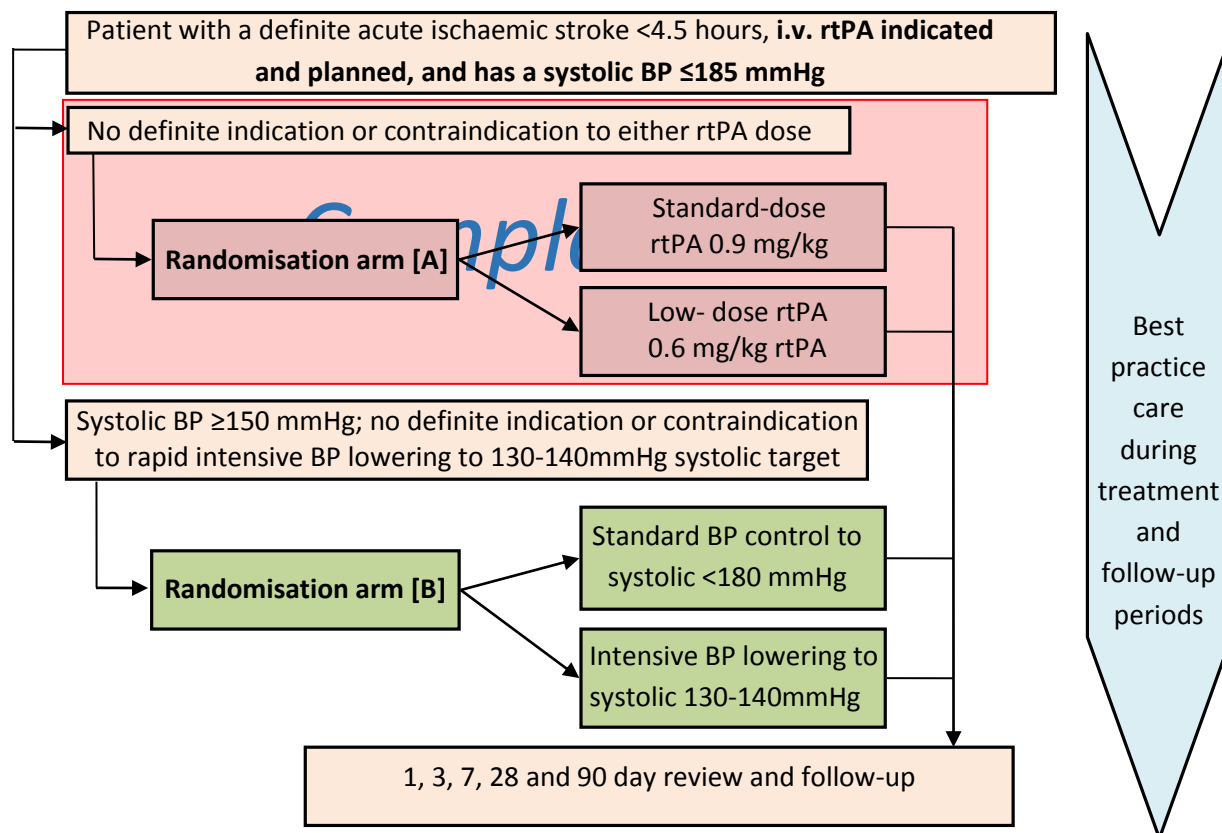 Patient with a definite acute ischaemic stroke <4.5 hours, i.v. rtPA indicated
and planned, and has a systolic BP ≤185 mmHg
No definite indication or contraindication to either rtPA dose
Randomisation arm [A]
Standard-dose
rtPA 0.9 mg/kg
Low- dose rtPA
0.6 mg/kg rtPA
Systolic BP ≥150 mmHg; no definite indication or contraindication
to rapid intensive BP lowering to 130-140mmHg systolic target
Randomisation arm [B]
Standard BP control to
systolic <180 mmHg
Intensive BP lowering to
systolic 130-140mmHg
1, 3, 7, 28 and 90 day review and follow-up
Best
practice
care
during
treatment
and
follow-up
periods